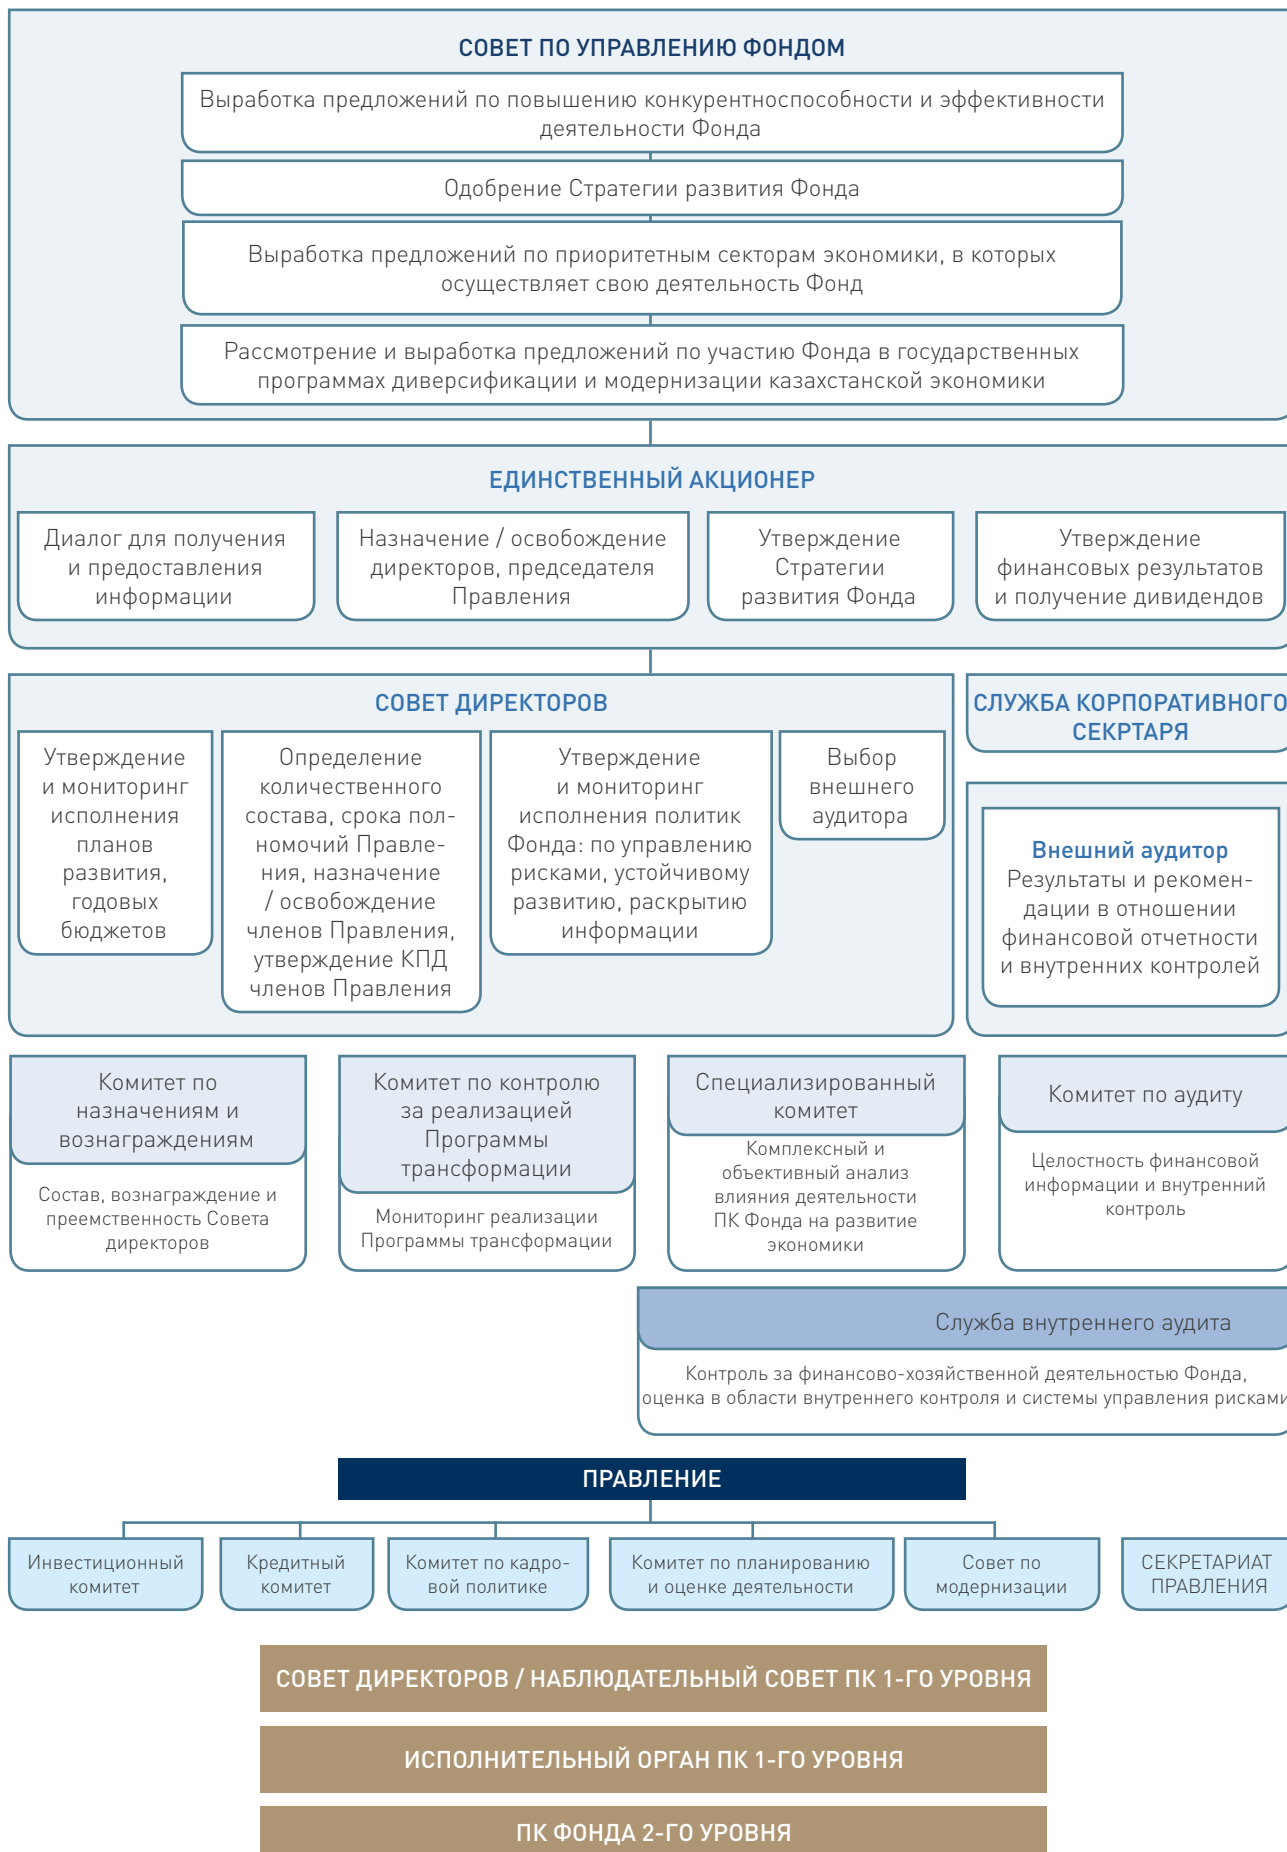 СОВЕТ ПО УПРАВЛЕНИЮ ФОНДОМ
Выработка предложений по повышению конкурентноспособности и эффективности
деятельности Фонда
Одобрение Стратегии развития Фонда
Выработка предложений по приоритетным секторам экономики, в которых
осуществляет свою деятельность Фонд
Рассмотрение и выработка предложений по участию Фонда в государственных
программах диверсификации и модернизации казахстанской экономики
ЕДИНСТВЕННЫЙ АКЦИОНЕР
Диалог для получения
и предоставления
информации
Назначение / освобождение
директоров, председателя
Правления
Утверждение
Стратегии
развития Фонда
Утверждение
финансовых результатов
и получение дивидендов
СОВЕТ ДИРЕКТОРОВ
Утверждение
и мониторинг
исполнения
планов
развития,
годовых
бюджетов
Определение
количественного
состава, срока пол-
номочий Правле-
ния, назначение
/ освобождение
членов Правления,
утверждение КПД
членов Правления
Утверждение
и мониторинг
исполнения политик
Фонда: по управлению
рисками, устойчивому
развитию, раскрытию
информации
Выбор
внешнего
аудитора
СЛУЖБА КОРПОРАТИВНОГО
СЕКРТАРЯ
Внешний аудитор
Результаты и рекомен-
дации в отношении
финансовой отчетности
и внутренних контролей
Комитет по
назначениям и
вознаграждениям
Состав, вознаграждение и
преемственность Совета
директоров
Комитет по контролю
за реализацией
Программы
трансформации
Мониторинг реализации
Программы трансформации
Специализированный
комитет
Комплексный и
объективный анализ
влияния деятельности
ПК Фонда на развитие
экономики
Комитет по аудиту
Целостность финансовой
информации и внутренний
контроль
Служба внутреннего аудита
Контроль за финансово-хозяйственной деятельностью Фонда,
оценка в области внутреннего контроля и системы управления рисками
ПРАВЛЕНИЕ
Инвестиционный
комитет
Кредитный
комитет
Комитет по кадро-
вой политике
Комитет по планированию
и оценке деятельности
Совет по
модернизации
СЕКРЕТАРИАТ
ПРАВЛЕНИЯ
СОВЕТ ДИРЕКТОРОВ / НАБЛЮДАТЕЛЬНЫЙ СОВЕТ ПК 1-ГО УРОВНЯ
ИСПОЛНИТЕЛЬНЫЙ ОРГАН ПК 1-ГО УРОВНЯ
ПК ФОНДА 2-ГО УРОВНЯ